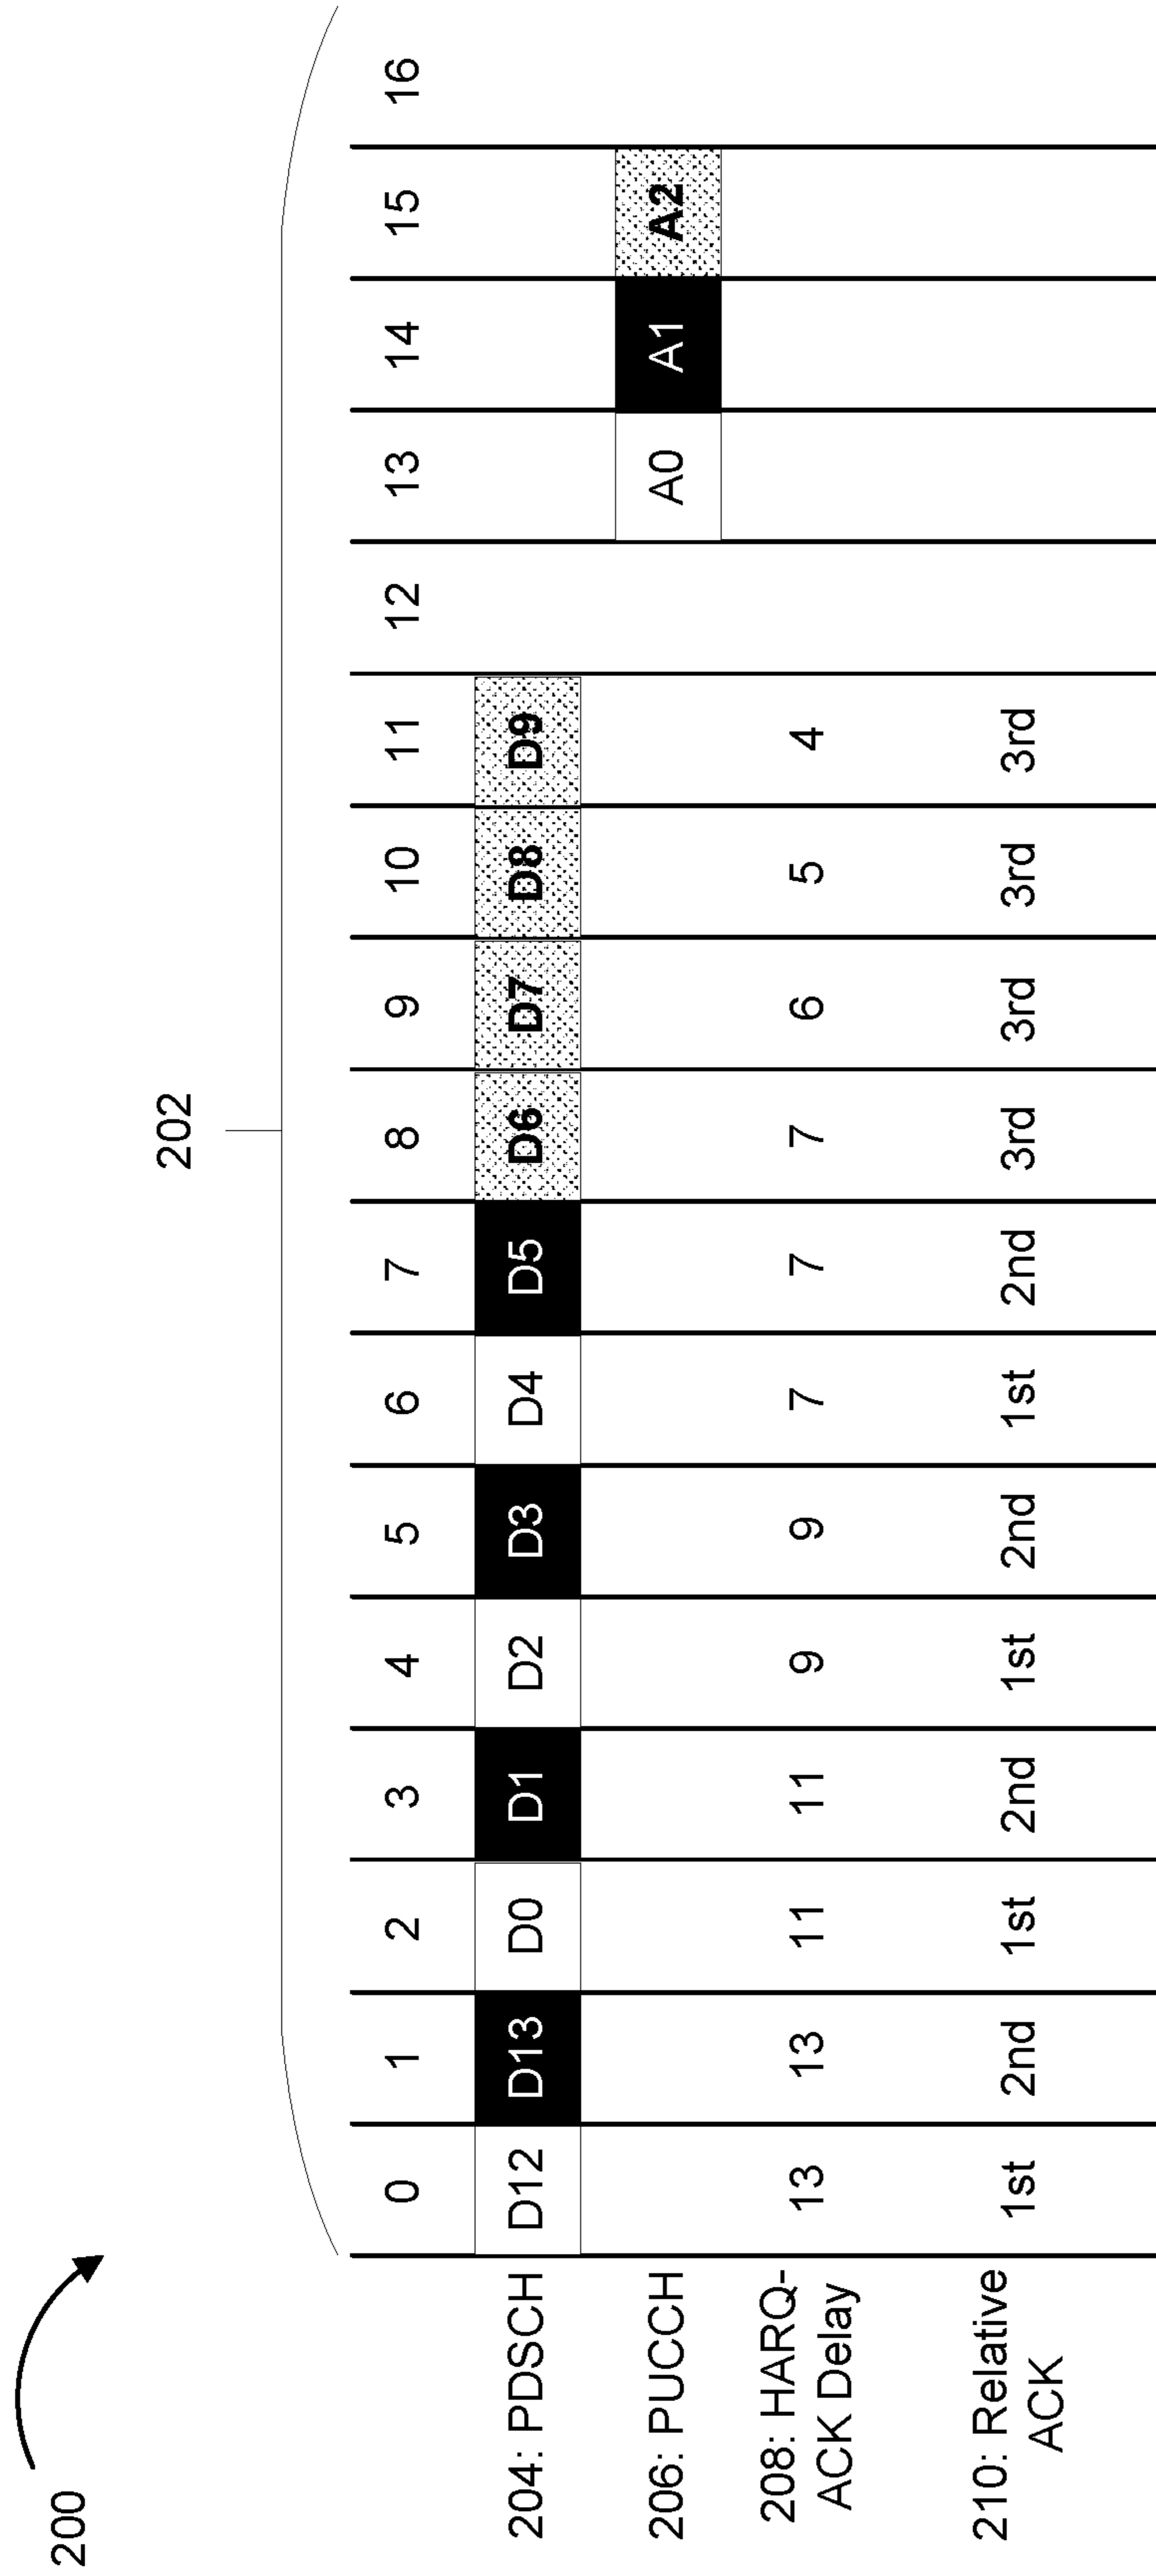 200
202
0 1 2 3 4 5 6 7 8 9 10 11 12 13 14 15 16
204: PDSCH D12 D13 D0 D1 D2 D3 D4 D5 D6 D7 D8 D9
206: PUCCH A0 A1 A2
208: HARQ-
ACK Delay 13 13 11 11 9 9 7 7 7 6 5 4
210: Relative
ACK 1st 2nd 1st 2nd 1st 2nd 1st 2nd 3rd 3rd 3rd 3rd